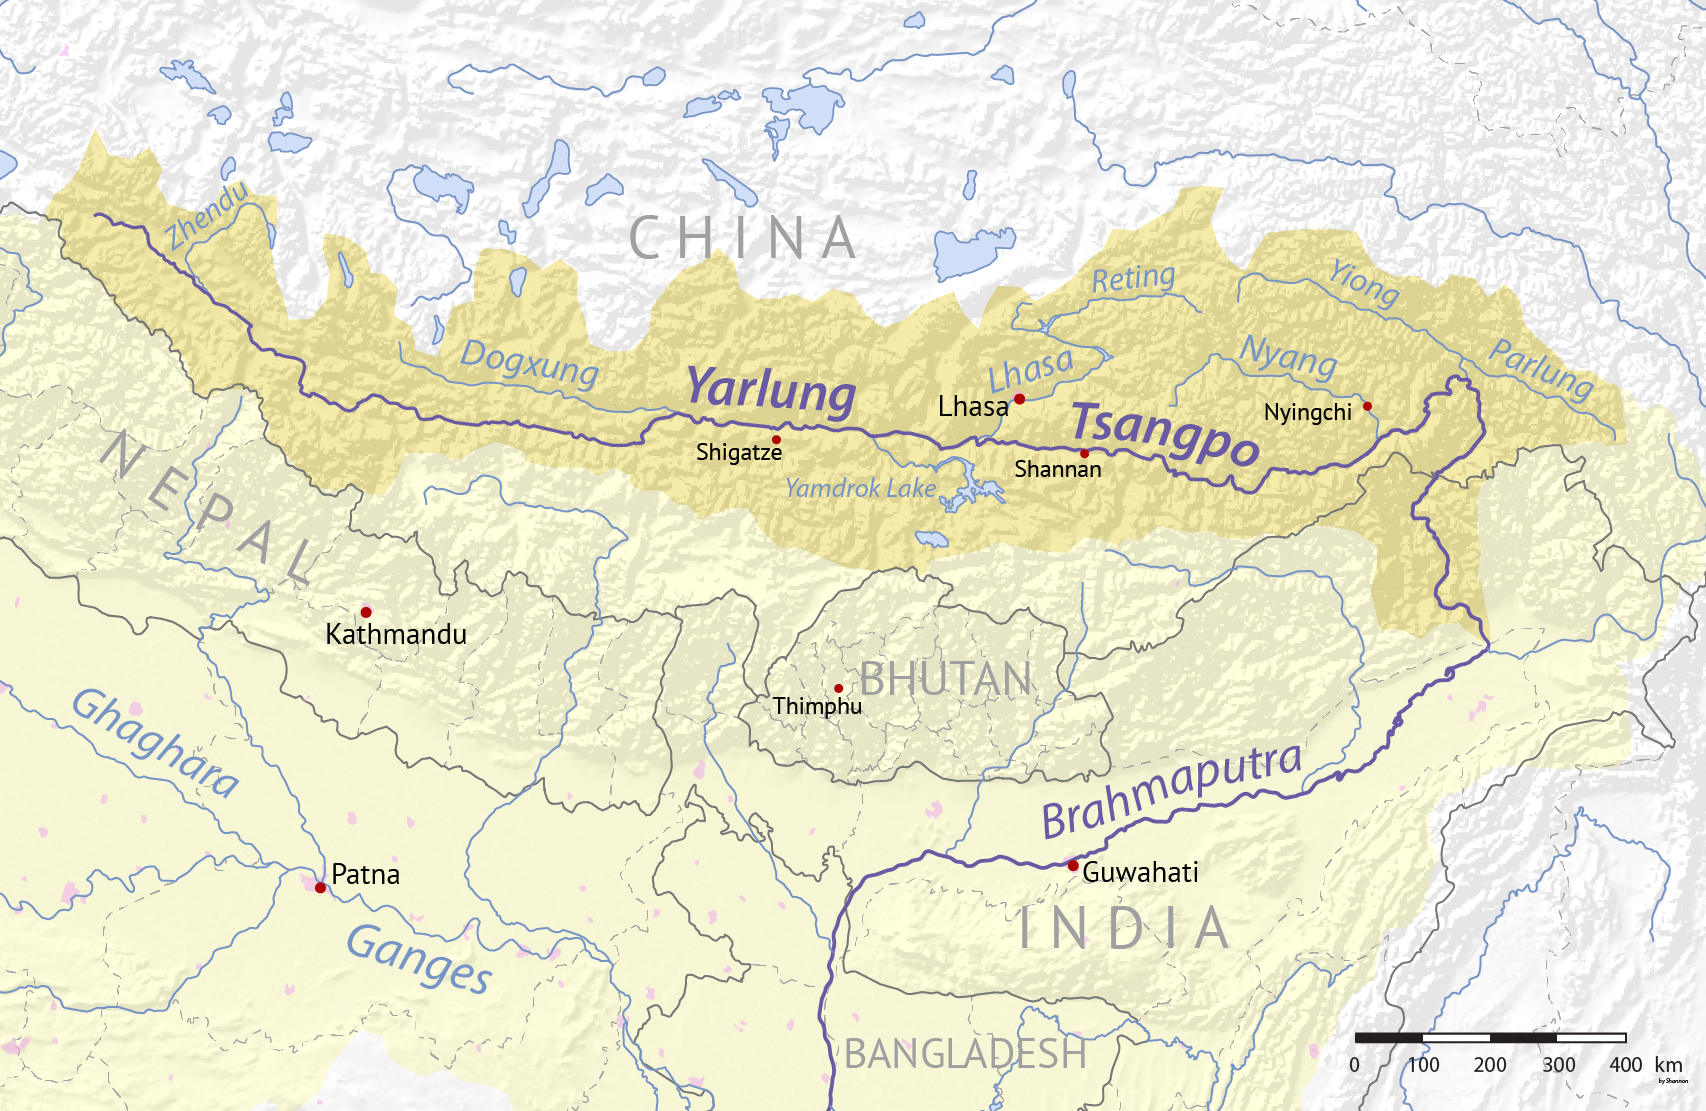 CHINA
Zhendu
Reting
Yiong
Dogxung
Yarlung
Lhasa
Nyang
Parlung
Lhasa
Tsangpo
Nyingchi
Shigatze
Shannan
Yamdrok Lake
NEPAL
Kathmandu
BHUTAN
Thimphu
Ghaghara
Brahmaputra
Patna
Guwahati
Ganges
INDIA
BANGLADESH
0 100 200 300 400 km
by Shannon